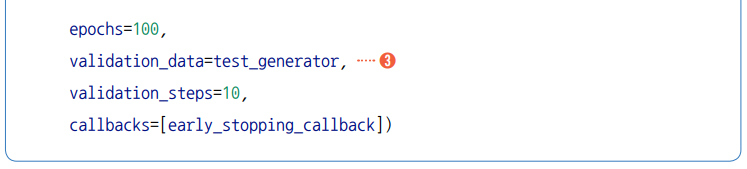 epochs=100,
validation_data=test_generator, ····· ❸
validation_steps=10,
callbacks=[early_stopping_callback])